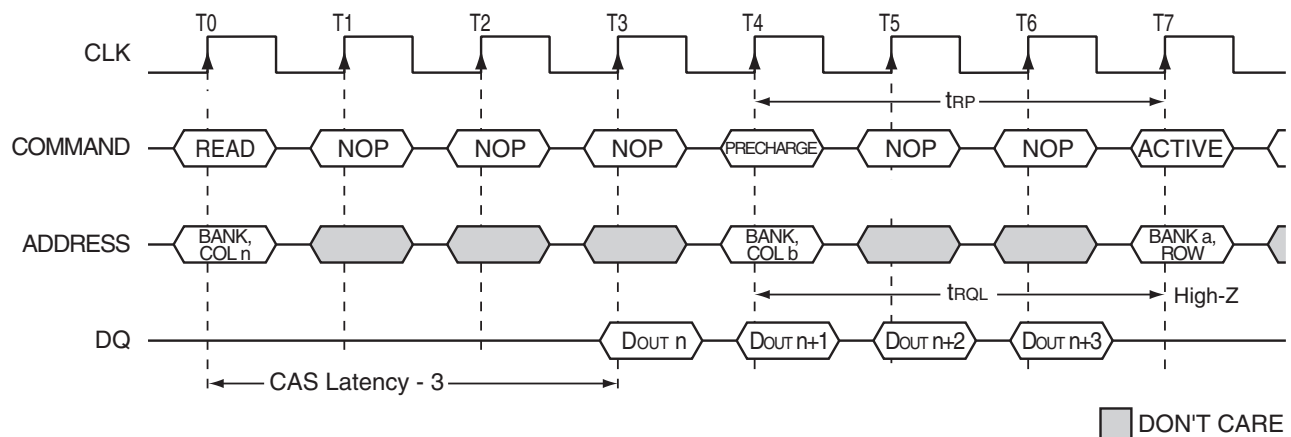 T0 T1 T2 T3 T4 T5 T6 T7
CLK
tRP
COMMAND READ NOP NOP NOP PRECHARGE NOP NOP ACTIVE
ADDRESS BANK, COL n BANK, COL b BANK a, ROW
tRQL High-Z
DQ DOUT n DOUT n+1 DOUT n+2 DOUT n+3
CAS Latency - 3
DON'T CARE